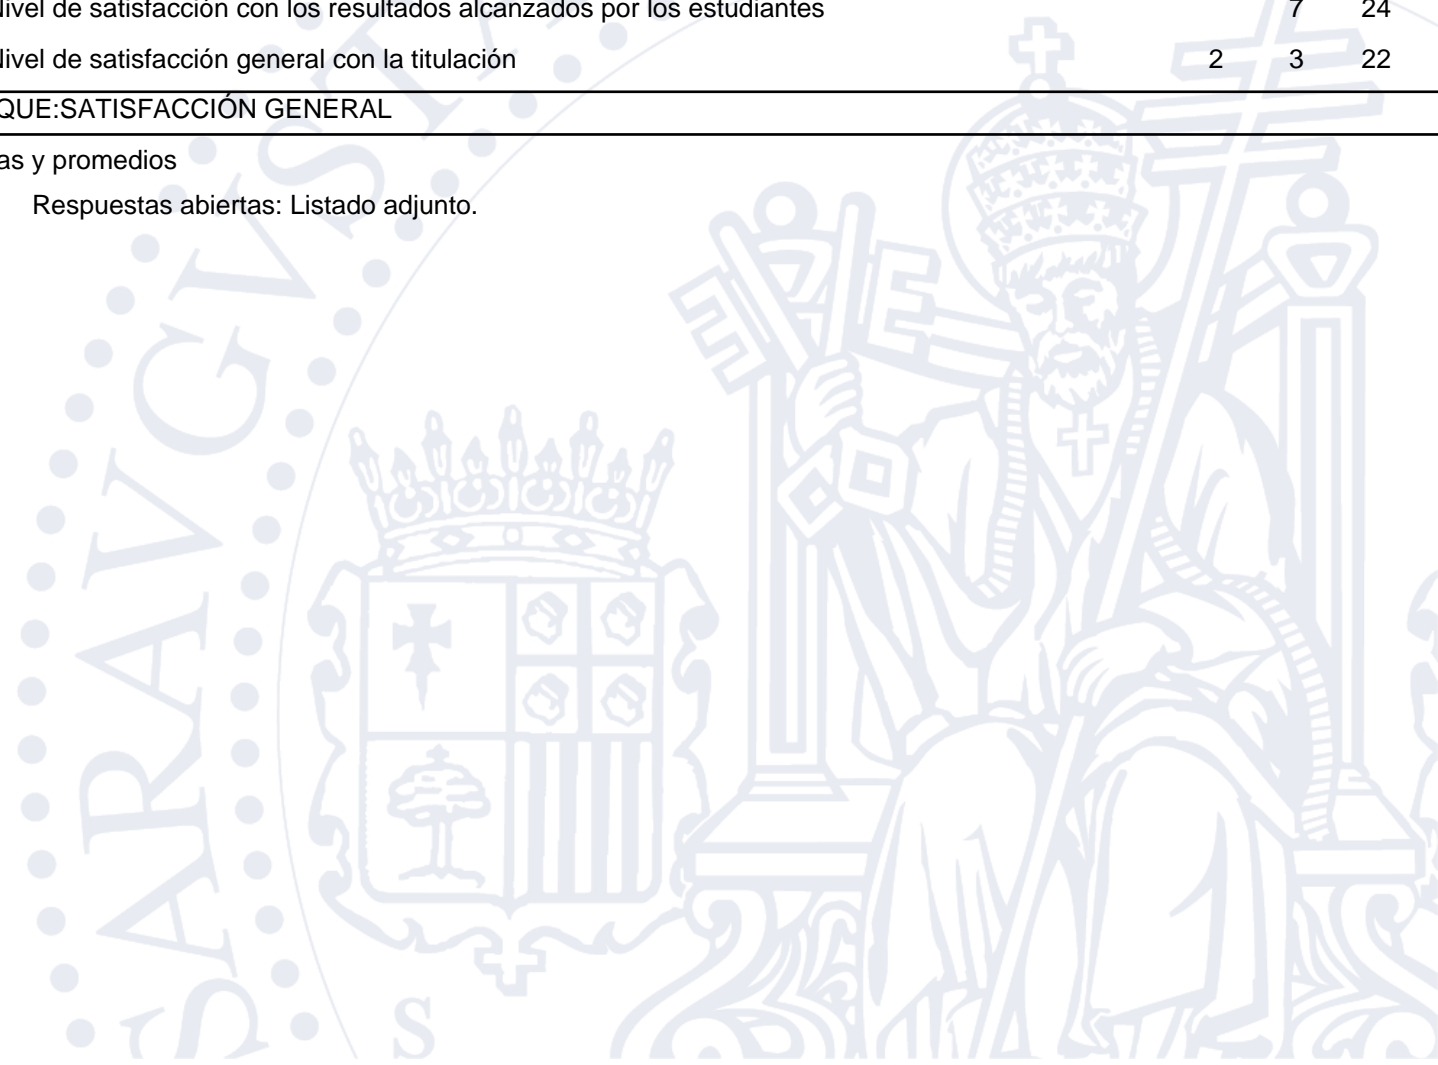 Nivel de satisfacción con los resultados alcanzados por los estudiantes 7 24
Nivel de satisfacción general con la titulación 2 3 22
QUE:SATISFACCIÓN GENERAL
as y promedios
Respuestas abiertas: Listado adjunto.
SARAVGVSTA
S